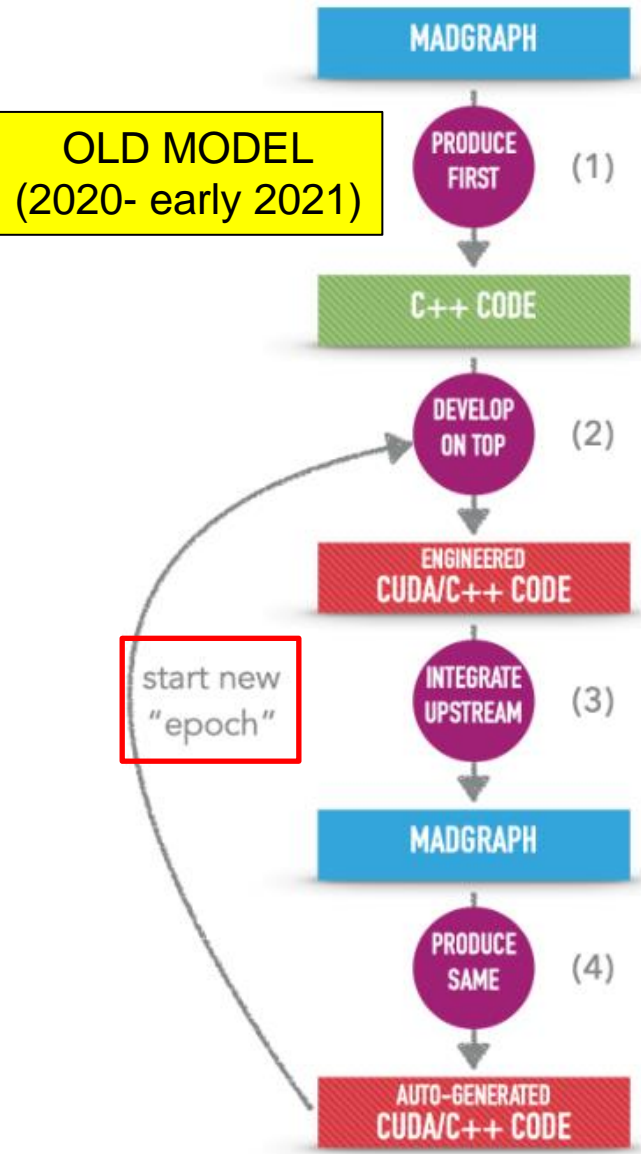 MADGRAPH
OLD MODEL
(2020- early 2021)
PRODUCE
FIRST
(1)
C++ CODE
DEVELOP
ON TOP
(2)
ENGINEERED
CUDA/C++ CODE
start new
“epoch”
INTEGRATE
UPSTREAM
(3)
MADGRAPH
PRODUCE
SAME
(4)
AUTO-GENERATED
CUDA/C++ CODE